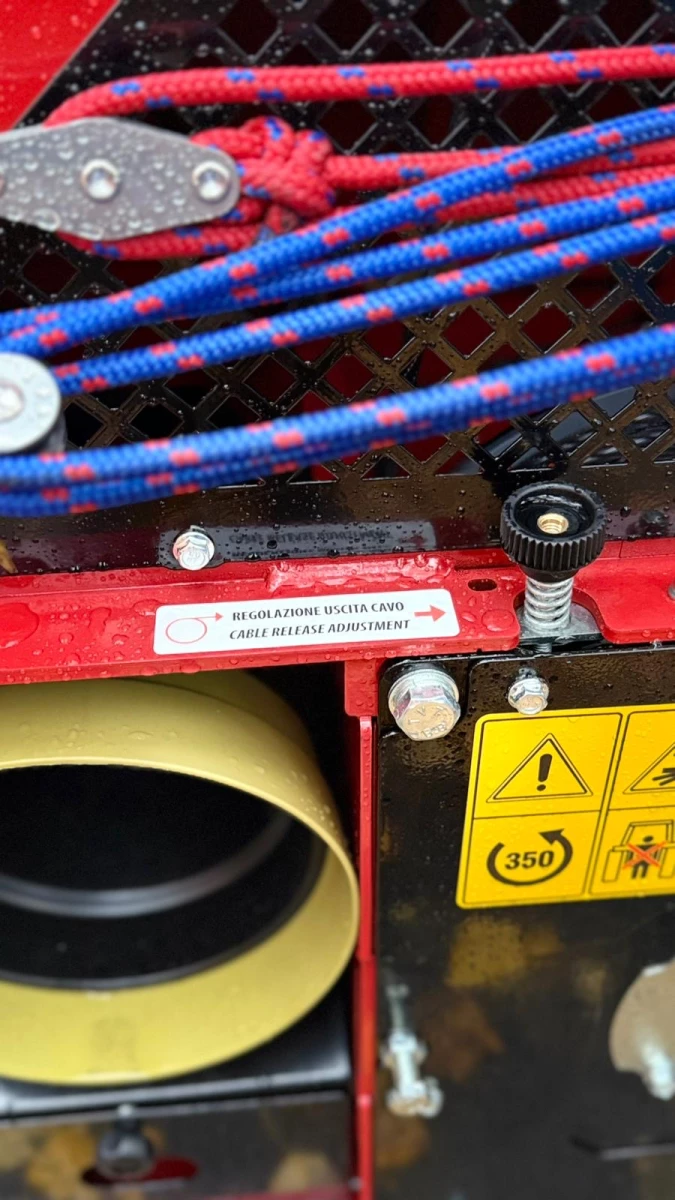 REGOLAZIONE USCITA CAVO
CABLE RELEASE ADJUSTMENT
350